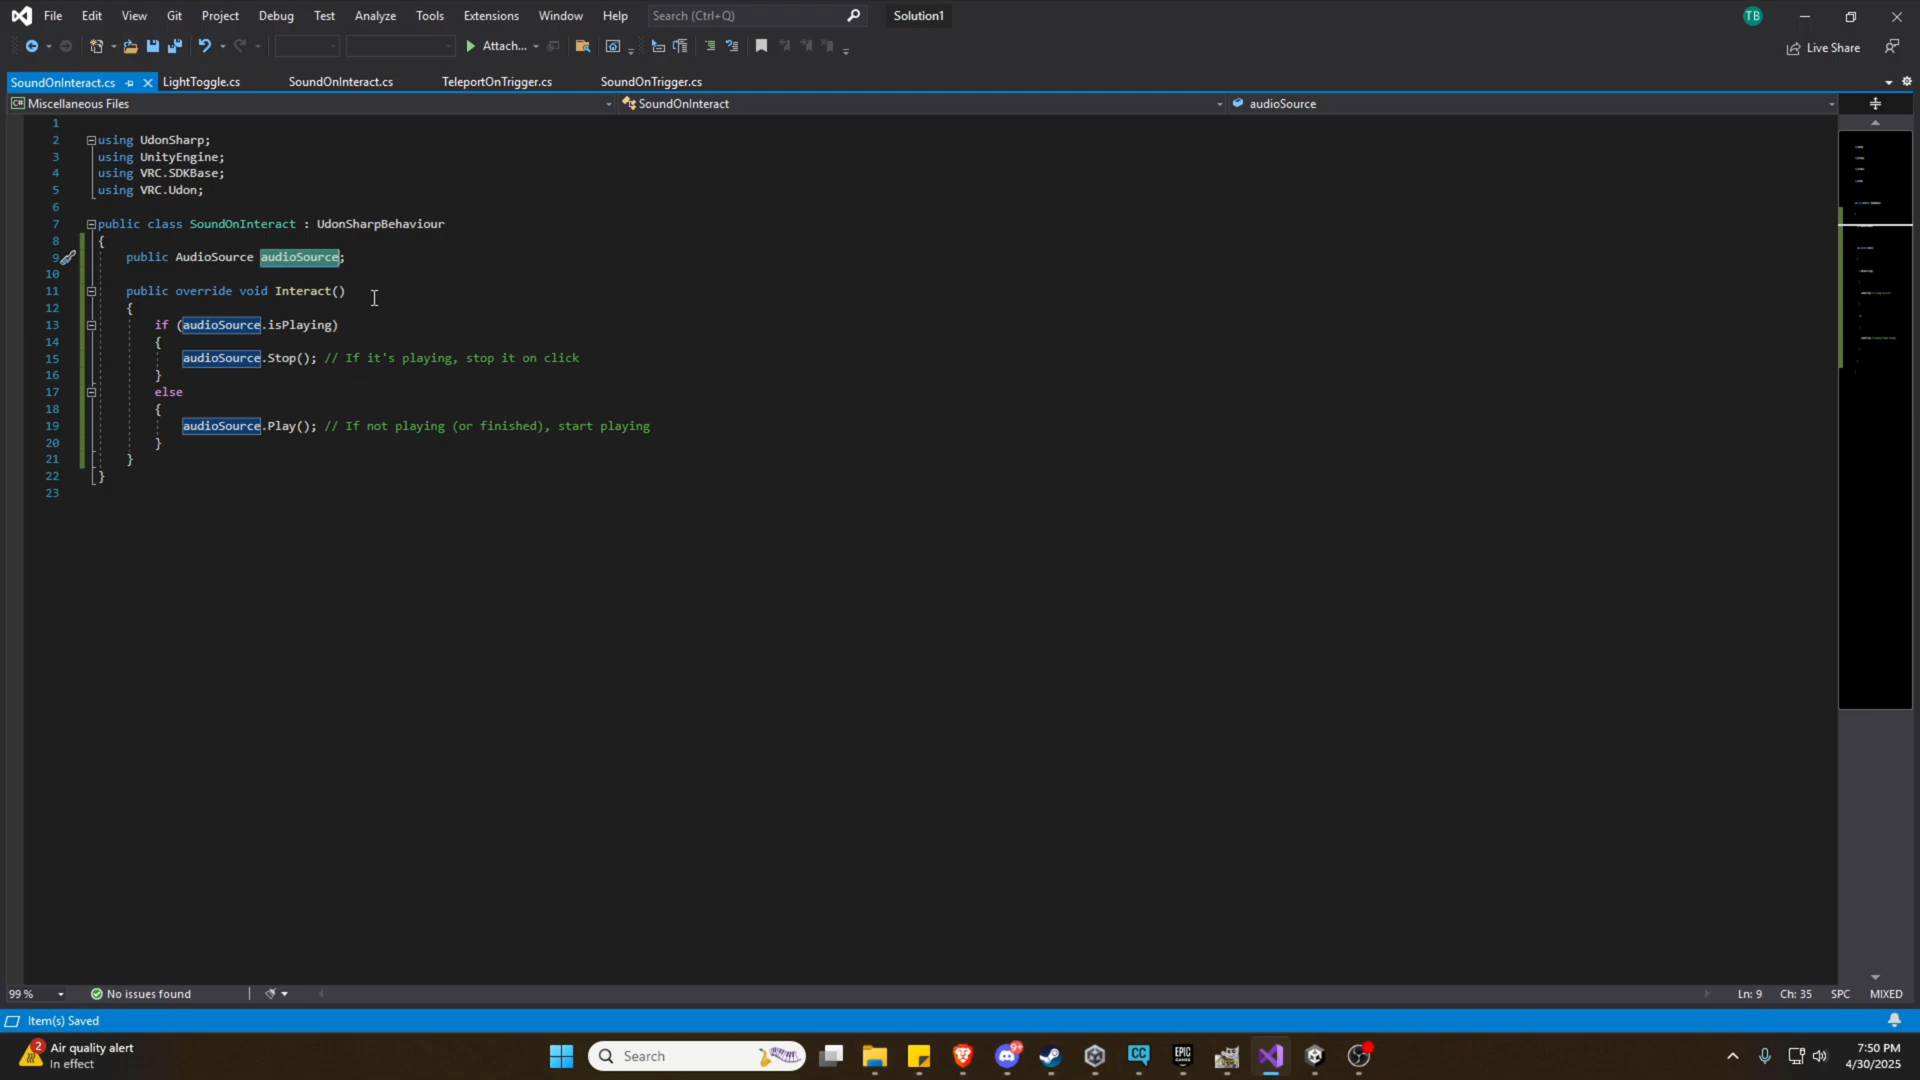 File Edit View Git Project Debug Test Analyze Tools Extensions Window Help Search (Ctrl+Q) Solution1 TB
Attach... Live Share
SoundOnInteract.cs LightToggle.cs SoundOnInteract.cs TeleportOnTrigger.cs SoundOnTrigger.cs
C# Miscellaneous Files SoundOnInteract audioSource
1
2 using UdonSharp;
3 using UnityEngine;
4 using VRC.SDKBase;
5 using VRC.Udon;
6
7 public class SoundOnInteract : UdonSharpBehaviour
8 {
9 public AudioSource audioSource;
10
11 public override void Interact()
12 {
13 if (audioSource.isPlaying)
14 {
15 audioSource.Stop(); // If it's playing, stop it on click
16 }
17 else
18 {
19 audioSource.Play(); // If not playing (or finished), start playing
20 }
21 }
22 }
23
99 % No issues found Ln: 9 Ch: 35 SPC MIXED
Item(s) Saved
2 Air quality alert
In effect
Search
9+
CC
EPIC GAMES
7:50 PM
4/30/2025